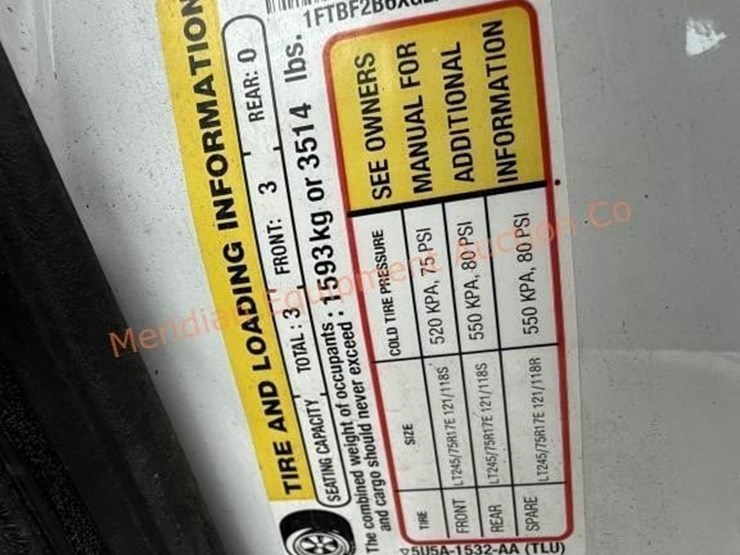 TIRE AND LOADING INFORMATION
SEATING CAPACITY TOTAL : 3 FRONT: 3 REAR: 0
The combined weight of occupants and cargo should never exceed : 1593 kg or 3514 lbs.
TIRE SIZE COLD TIRE PRESSURE
FRONT LT245/75R17E 121/118S 520 KPA, 75 PSI
REAR LT245/75R17E 121/118S 550 KPA, 80 PSI
SPARE LT245/75R17E 121/118R 550 KPA, 80 PSI
SEE OWNERS
MANUAL FOR
ADDITIONAL
INFORMATION
5U5A-1532-AA (TLU)
Meridian Equipment Auction Co